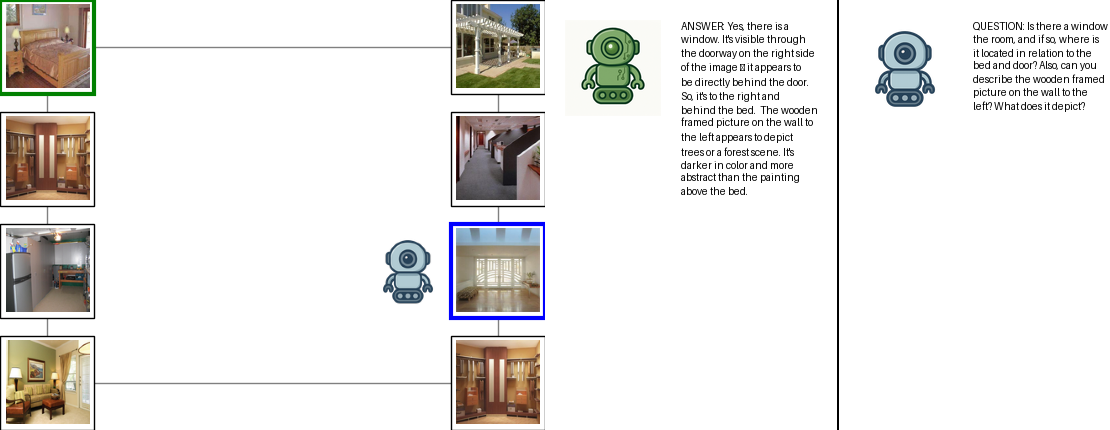 ANSWER: Yes, there is a
window. It's visible through
the doorway on the right side
of the image it appears to
be directly behind the door.
So, it's to the right and
behind the bed. The wooden
framed picture on the wall to
the left appears to depict
trees or a forest scene. It's
darker in color and more
abstract than the painting
above the bed.
QUESTION: Is there a window
the room, and if so, where is
it located in relation to the
bed and door? Also, can you
describe the wooden framed
picture on the wall to the
left? What does it depict?